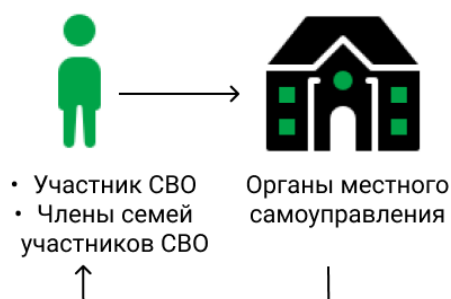 • Участник СВО
• Члены семей
участников СВО
Органы местного
самоуправления